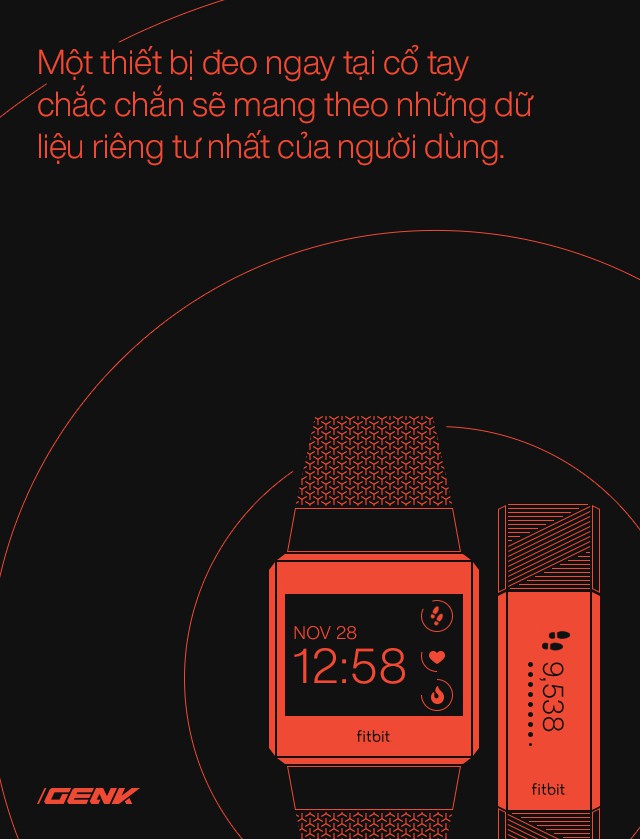 Một thiết bị đeo ngay tại cổ tay
chắc chắn sẽ mang theo những dữ
liệu riêng tư nhất của người dùng.
NOV 28
12:58
fitbit
9,538
fitbit
/GENK